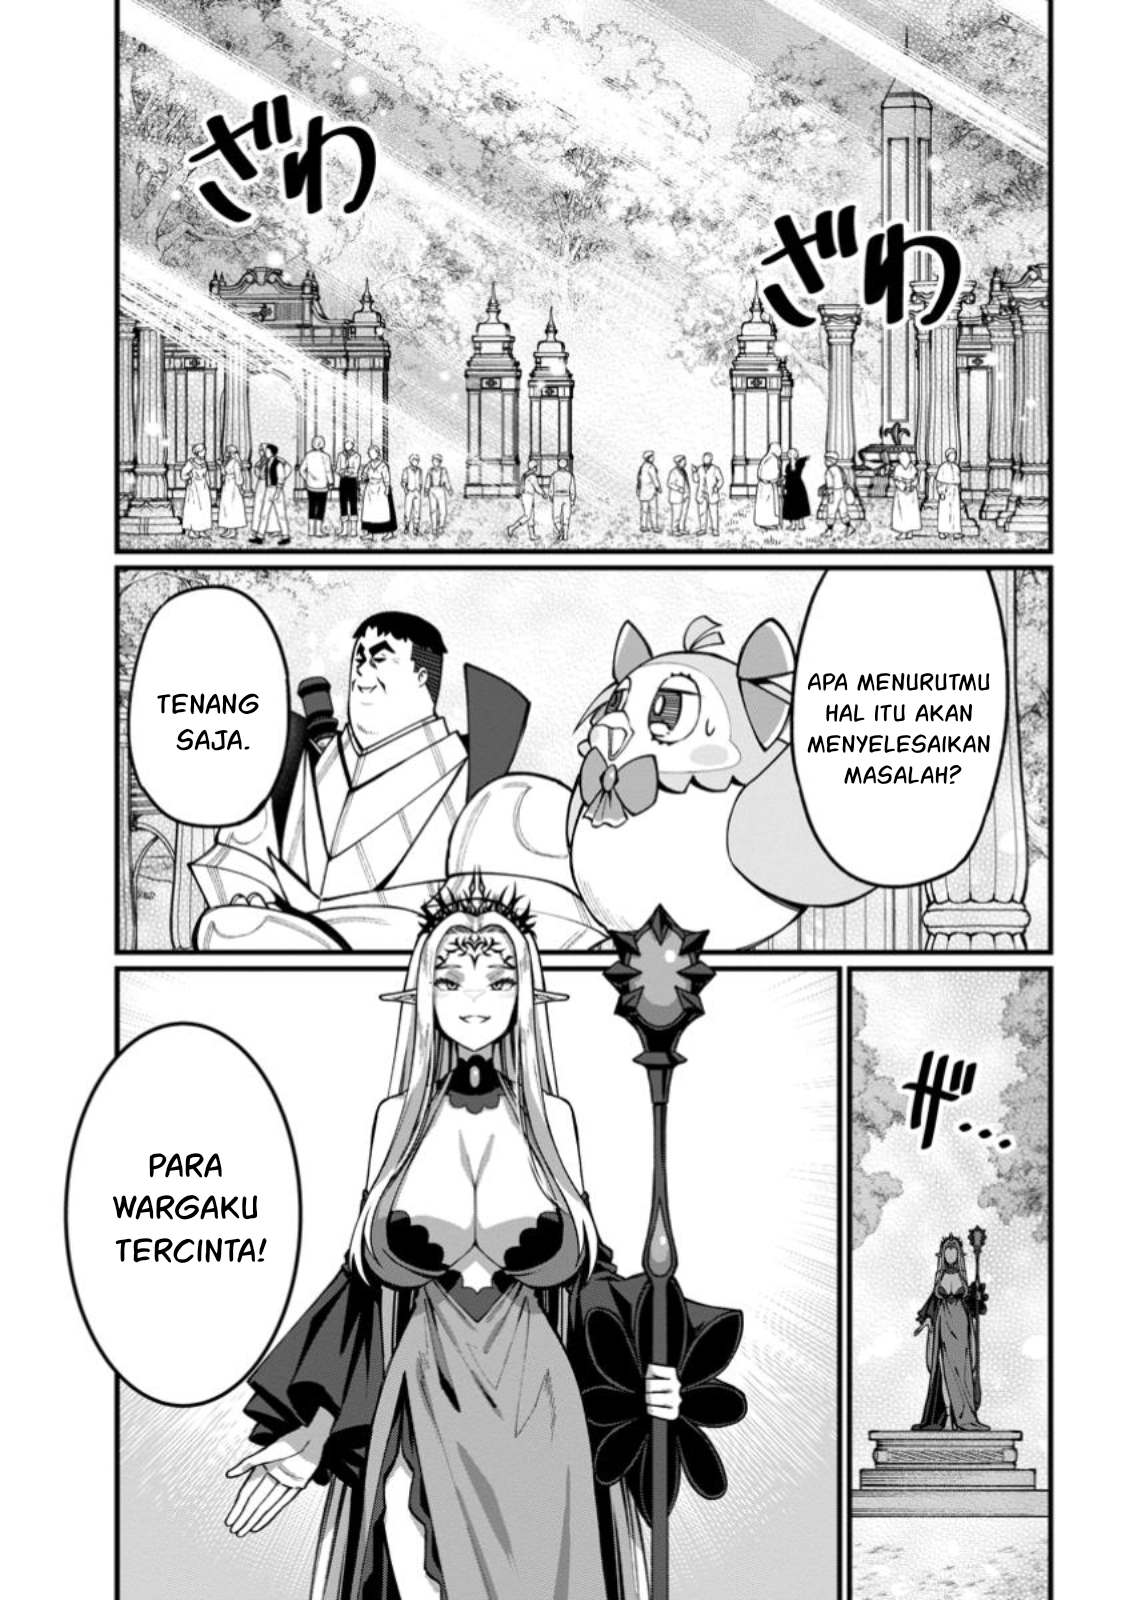 ざわ
ざわ
APA MENURUTMU
HAL ITU AKAN
MENYELESAIKAN
MASALAH?
TENANG
SAJA.
ザ...
PARA
WARGAKU
TERCINTA!